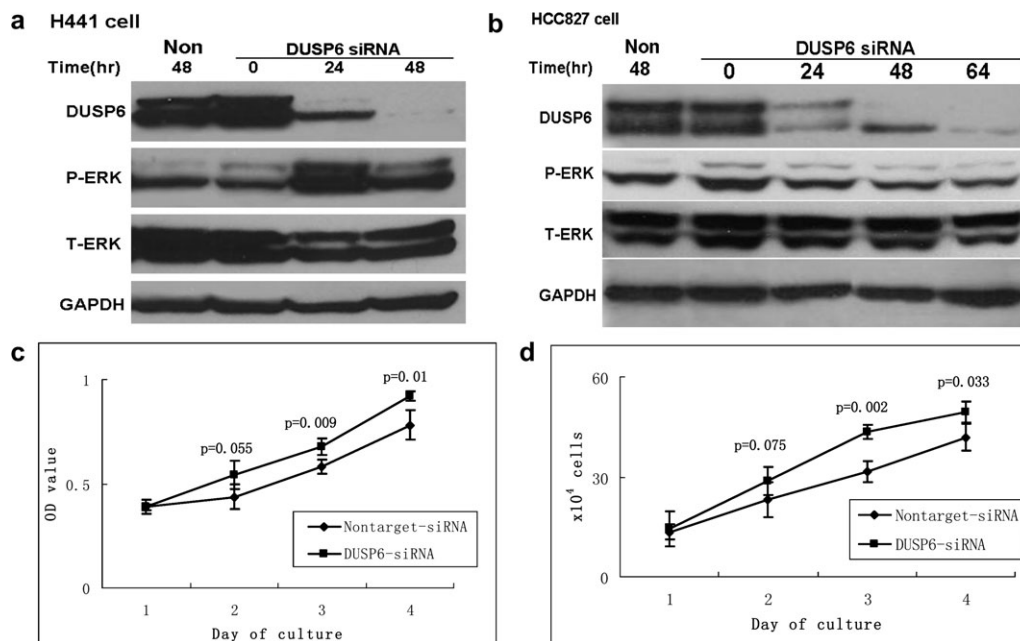 a H441 cell
Non DUSP6 siRNA
Time(hr) 48 0 24 48
DUSP6
P-ERK
T-ERK
GAPDH
b HCC827 cell
Non DUSP6 siRNA
Time(hr) 48 0 24 48 64
DUSP6
P-ERK
T-ERK
GAPDH
c
1
0.5
0
OD value
p=0.055
p=0.009
p=0.01
Nontarget-siRNA
DUSP6-siRNA
1 2 3 4
Day of culture
d
60
30
0
x10⁴ cells
p=0.075
p=0.002
p=0.033
Nontarget-siRNA
DUSP6-siRNA
1 2 3 4
Day of culture